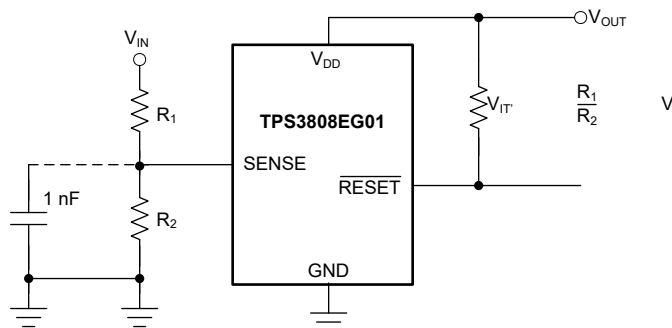 V_IN
V_OUT
V_DD
R_1
TPS3808EG01
V_IT'
R_1
R_2
V
SENSE
RESET
1 nF
R_2
GND